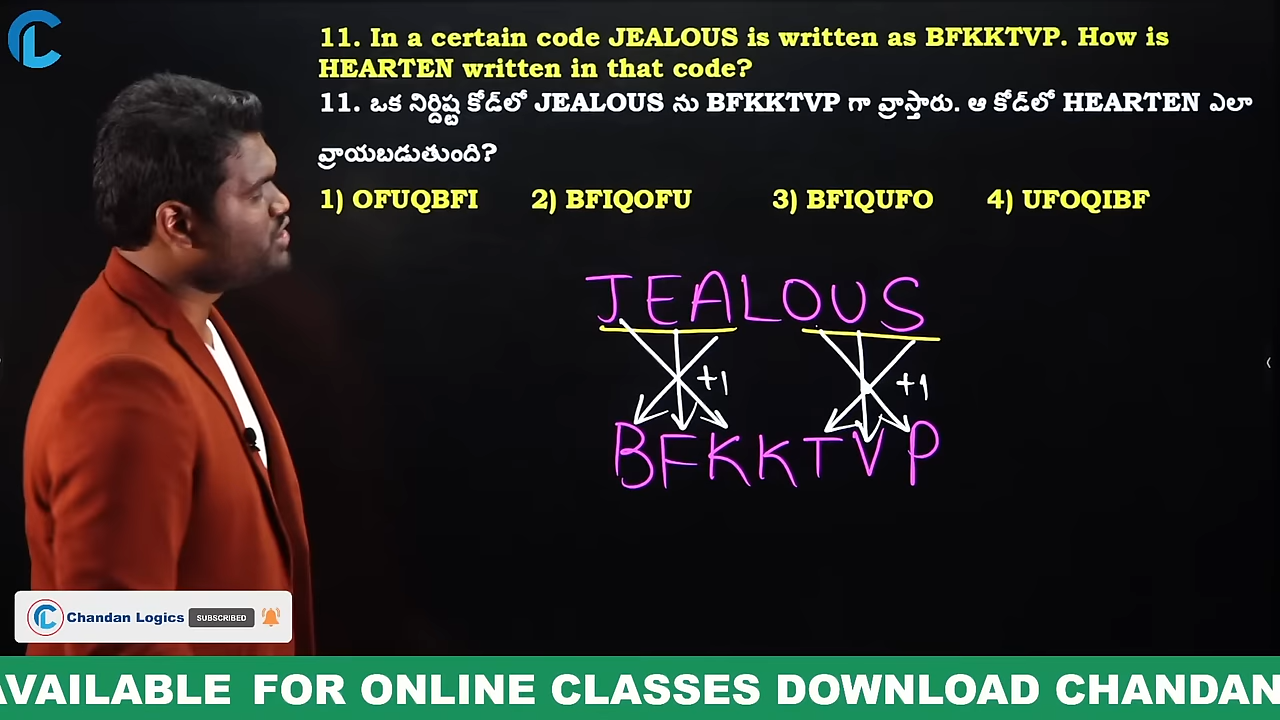 11. In a certain code JEALOUS is written as BFKKTVP. How is
HEARTEN written in that code?
11. ఒక నిర్దిష్ట కోడ్‌లో JEALOUS ను BFKKTVP గా వ్రాస్తారు. ఆ కోడ్‌లో HEARTEN ఎలా
వ్రాయబడుతుంది?
1) OFUQBFI 2) BFIQOFU 3) BFIQUFO 4) UFOQIBF
JEALOUS
+1 +1
BFKKTVP
Chandan Logics SUBSCRIBED
AVAILABLE FOR ONLINE CLASSES DOWNLOAD CHANDAN